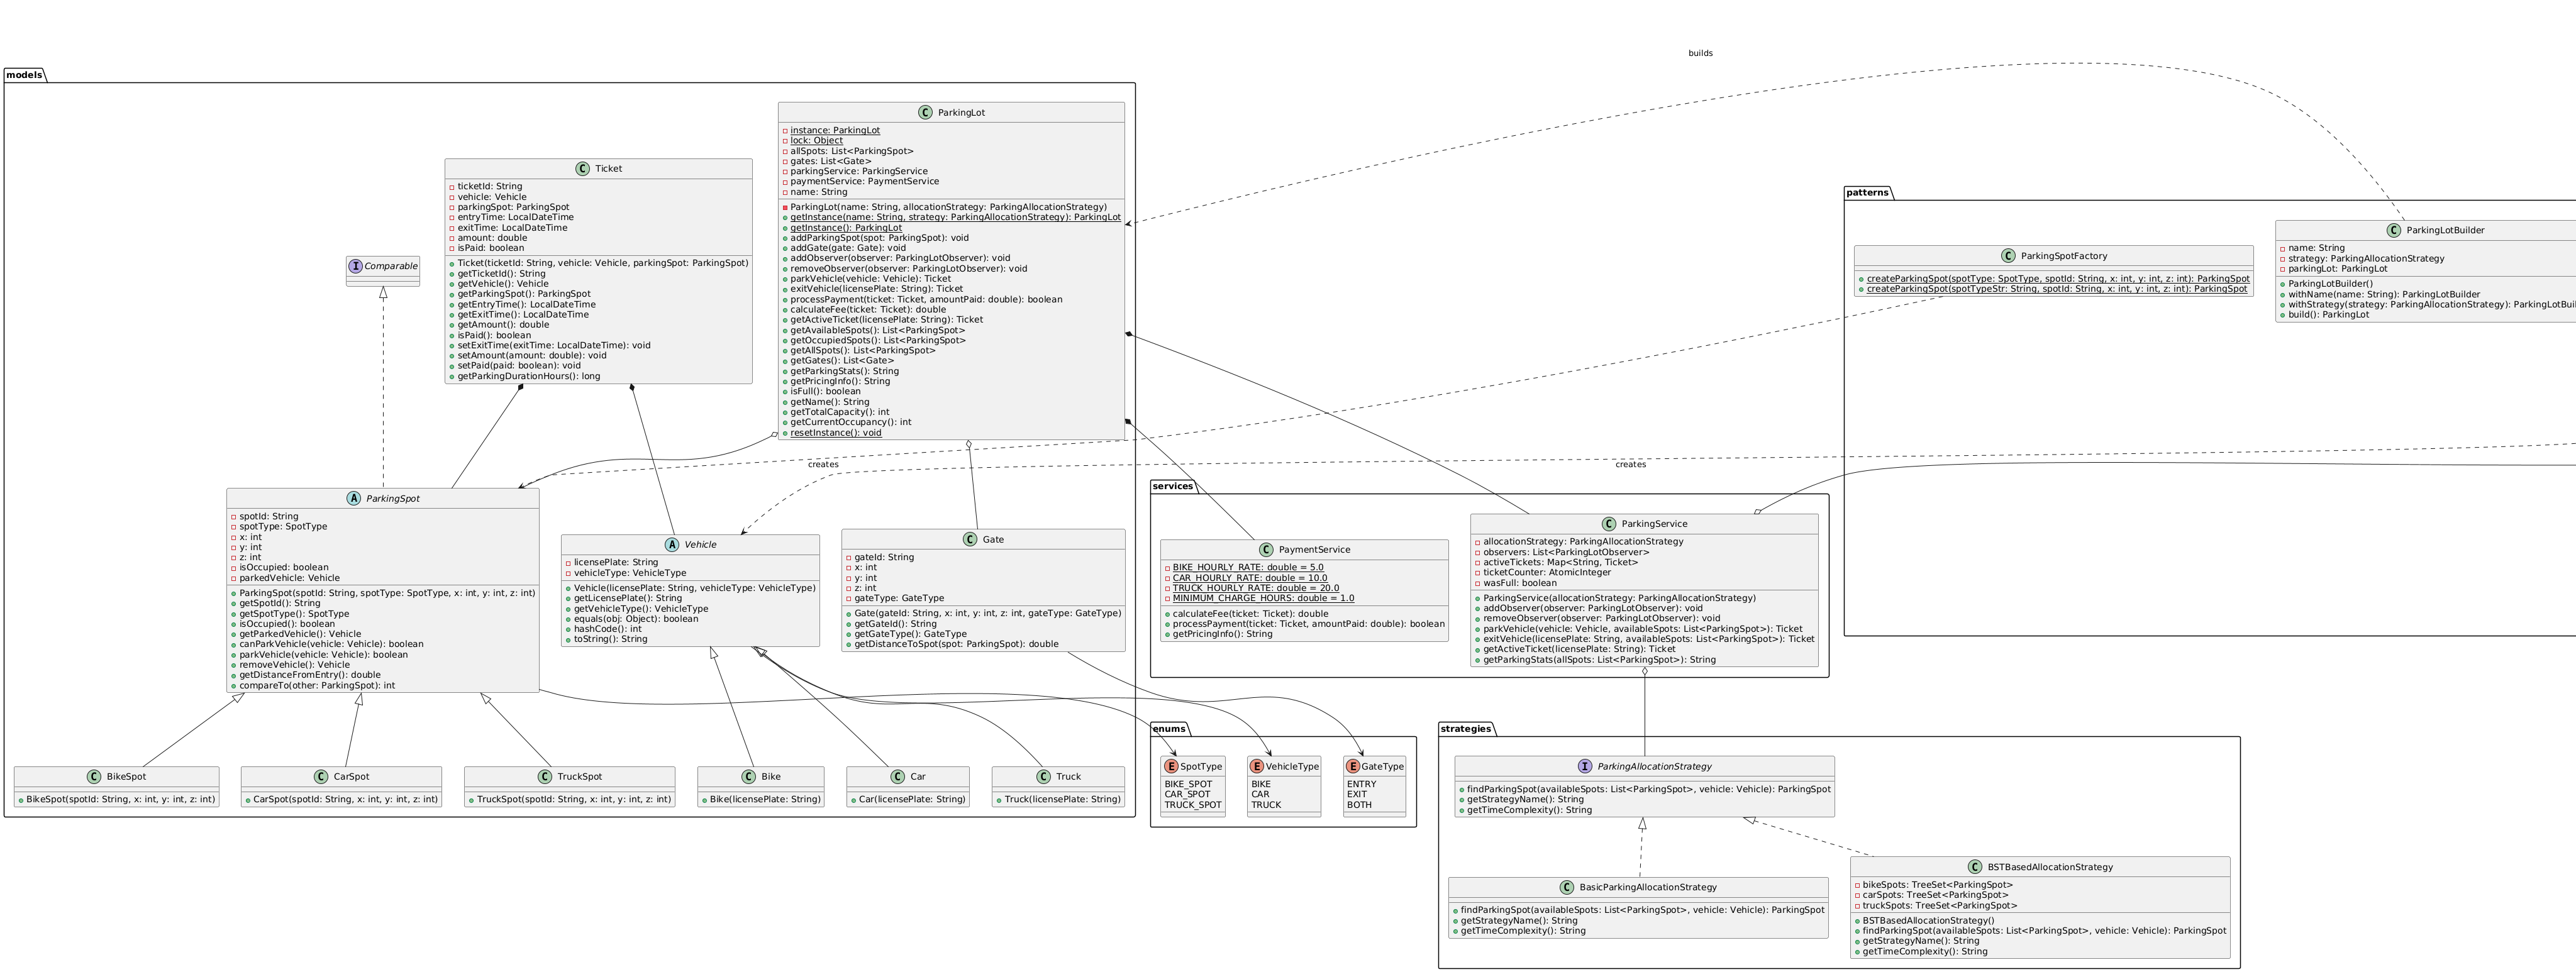 builds
models
ParkingLot
instance: ParkingLot
lock: Object
allSpots: List<ParkingSpot>
gates: List<Gate>
parkingService: ParkingService
paymentService: PaymentService
name: String
ParkingLot(name: String, allocationStrategy: ParkingAllocationStrategy)
getInstance(name: String, strategy: ParkingAllocationStrategy): ParkingLot
getInstance(): ParkingLot
addParkingSpot(spot: ParkingSpot): void
addGate(gate: Gate): void
addObserver(observer: ParkingLotObserver): void
removeObserver(observer: ParkingLotObserver): void
parkVehicle(vehicle: Vehicle): Ticket
exitVehicle(licensePlate: String): Ticket
processPayment(ticket: Ticket, amountPaid: double): boolean
calculateFee(ticket: Ticket): double
getActiveTicket(licensePlate: String): Ticket
getAvailableSpots(): List<ParkingSpot>
getOccupiedSpots(): List<ParkingSpot>
getAllSpots(): List<ParkingSpot>
getGates(): List<Gate>
getParkingStats(): String
getPricingInfo(): String
isFull(): boolean
getName(): String
getTotalCapacity(): int
getCurrentOccupancy(): int
resetInstance(): void
Ticket
ticketId: String
vehicle: Vehicle
parkingSpot: ParkingSpot
entryTime: LocalDateTime
exitTime: LocalDateTime
amount: double
isPaid: boolean
Ticket(ticketId: String, vehicle: Vehicle, parkingSpot: ParkingSpot)
getTicketId(): String
getVehicle(): Vehicle
getParkingSpot(): ParkingSpot
getEntryTime(): LocalDateTime
getExitTime(): LocalDateTime
getAmount(): double
isPaid(): boolean
setExitTime(exitTime: LocalDateTime): void
setAmount(amount: double): void
setPaid(paid: boolean): void
getParkingDurationHours(): long
Comparable
patterns
ParkingSpotFactory
createParkingSpot(spotType: SpotType, spotId: String, x: int, y: int, z: int): ParkingSpot
createParkingSpot(spotTypeStr: String, spotId: String, x: int, y: int, z: int): ParkingSpot
ParkingLotBuilder
name: String
strategy: ParkingAllocationStrategy
parkingLot: ParkingLot
ParkingLotBuilder()
withName(name: String): ParkingLotBuilder
withStrategy(strategy: ParkingAllocationStrategy): ParkingLotBuil
build(): ParkingLot
creates
creates
ParkingSpot
spotId: String
spotType: SpotType
x: int
y: int
z: int
isOccupied: boolean
parkedVehicle: Vehicle
ParkingSpot(spotId: String, spotType: SpotType, x: int, y: int, z: int)
getSpotId(): String
getSpotType(): SpotType
isOccupied(): boolean
getParkedVehicle(): Vehicle
canParkVehicle(vehicle: Vehicle): boolean
parkVehicle(vehicle: Vehicle): boolean
removeVehicle(): Vehicle
getDistanceFromEntry(): double
compareTo(other: ParkingSpot): int
Vehicle
licensePlate: String
vehicleType: VehicleType
Vehicle(licensePlate: String, vehicleType: VehicleType)
getLicensePlate(): String
getVehicleType(): VehicleType
equals(obj: Object): boolean
hashCode(): int
toString(): String
Gate
gateId: String
x: int
y: int
z: int
gateType: GateType
Gate(gateId: String, x: int, y: int, z: int, gateType: GateType)
getGateId(): String
getGateType(): GateType
getDistanceToSpot(spot: ParkingSpot): double
services
PaymentService
BIKE_HOURLY_RATE: double = 5.0
CAR_HOURLY_RATE: double = 10.0
TRUCK_HOURLY_RATE: double = 20.0
MINIMUM_CHARGE_HOURS: double = 1.0
calculateFee(ticket: Ticket): double
processPayment(ticket: Ticket, amountPaid: double): boolean
getPricingInfo(): String
ParkingService
allocationStrategy: ParkingAllocationStrategy
observers: List<ParkingLotObserver>
activeTickets: Map<String, Ticket>
ticketCounter: AtomicInteger
wasFull: boolean
ParkingService(allocationStrategy: ParkingAllocationStrategy)
addObserver(observer: ParkingLotObserver): void
removeObserver(observer: ParkingLotObserver): void
parkVehicle(vehicle: Vehicle, availableSpots: List<ParkingSpot>): Ticket
exitVehicle(licensePlate: String, availableSpots: List<ParkingSpot>): Ticket
getActiveTicket(licensePlate: String): Ticket
getParkingStats(allSpots: List<ParkingSpot>): String
BikeSpot
BikeSpot(spotId: String, x: int, y: int, z: int)
CarSpot
CarSpot(spotId: String, x: int, y: int, z: int)
TruckSpot
TruckSpot(spotId: String, x: int, y: int, z: int)
Bike
Bike(licensePlate: String)
Car
Car(licensePlate: String)
Truck
Truck(licensePlate: String)
enums
SpotType
BIKE_SPOT
CAR_SPOT
TRUCK_SPOT
VehicleType
BIKE
CAR
TRUCK
GateType
ENTRY
EXIT
BOTH
strategies
ParkingAllocationStrategy
findParkingSpot(availableSpots: List<ParkingSpot>, vehicle: Vehicle): ParkingSpot
getStrategyName(): String
getTimeComplexity(): String
BasicParkingAllocationStrategy
findParkingSpot(availableSpots: List<ParkingSpot>, vehicle: Vehicle): ParkingSpot
getStrategyName(): String
getTimeComplexity(): String
BSTBasedAllocationStrategy
bikeSpots: TreeSet<ParkingSpot>
carSpots: TreeSet<ParkingSpot>
truckSpots: TreeSet<ParkingSpot>
BSTBasedAllocationStrategy()
findParkingSpot(availableSpots: List<ParkingSpot>, vehicle: Vehicle): ParkingSpot
getStrategyName(): String
getTimeComplexity(): String